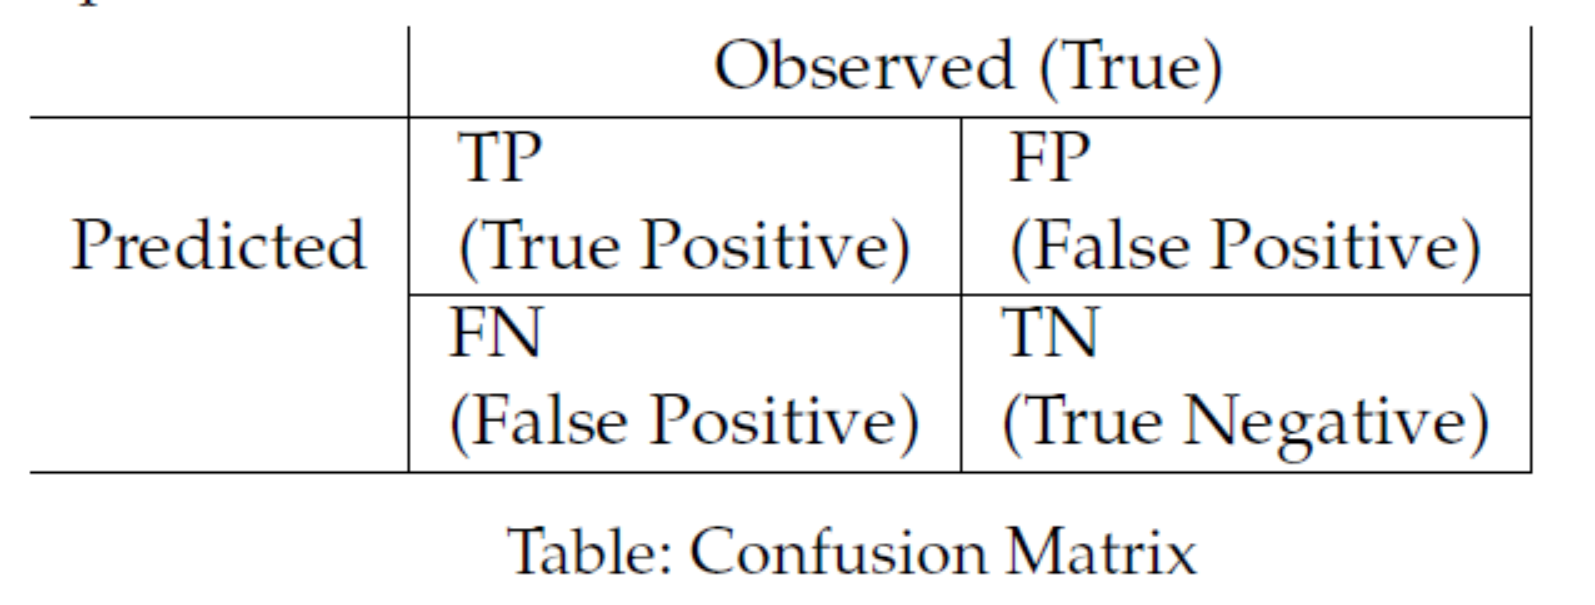 Observed (True)
TP
FP
(True Positive)
(False Positive)
Predicted
FN
TN
(False Positive)
(True Negative)
Table: Confusion Matrix